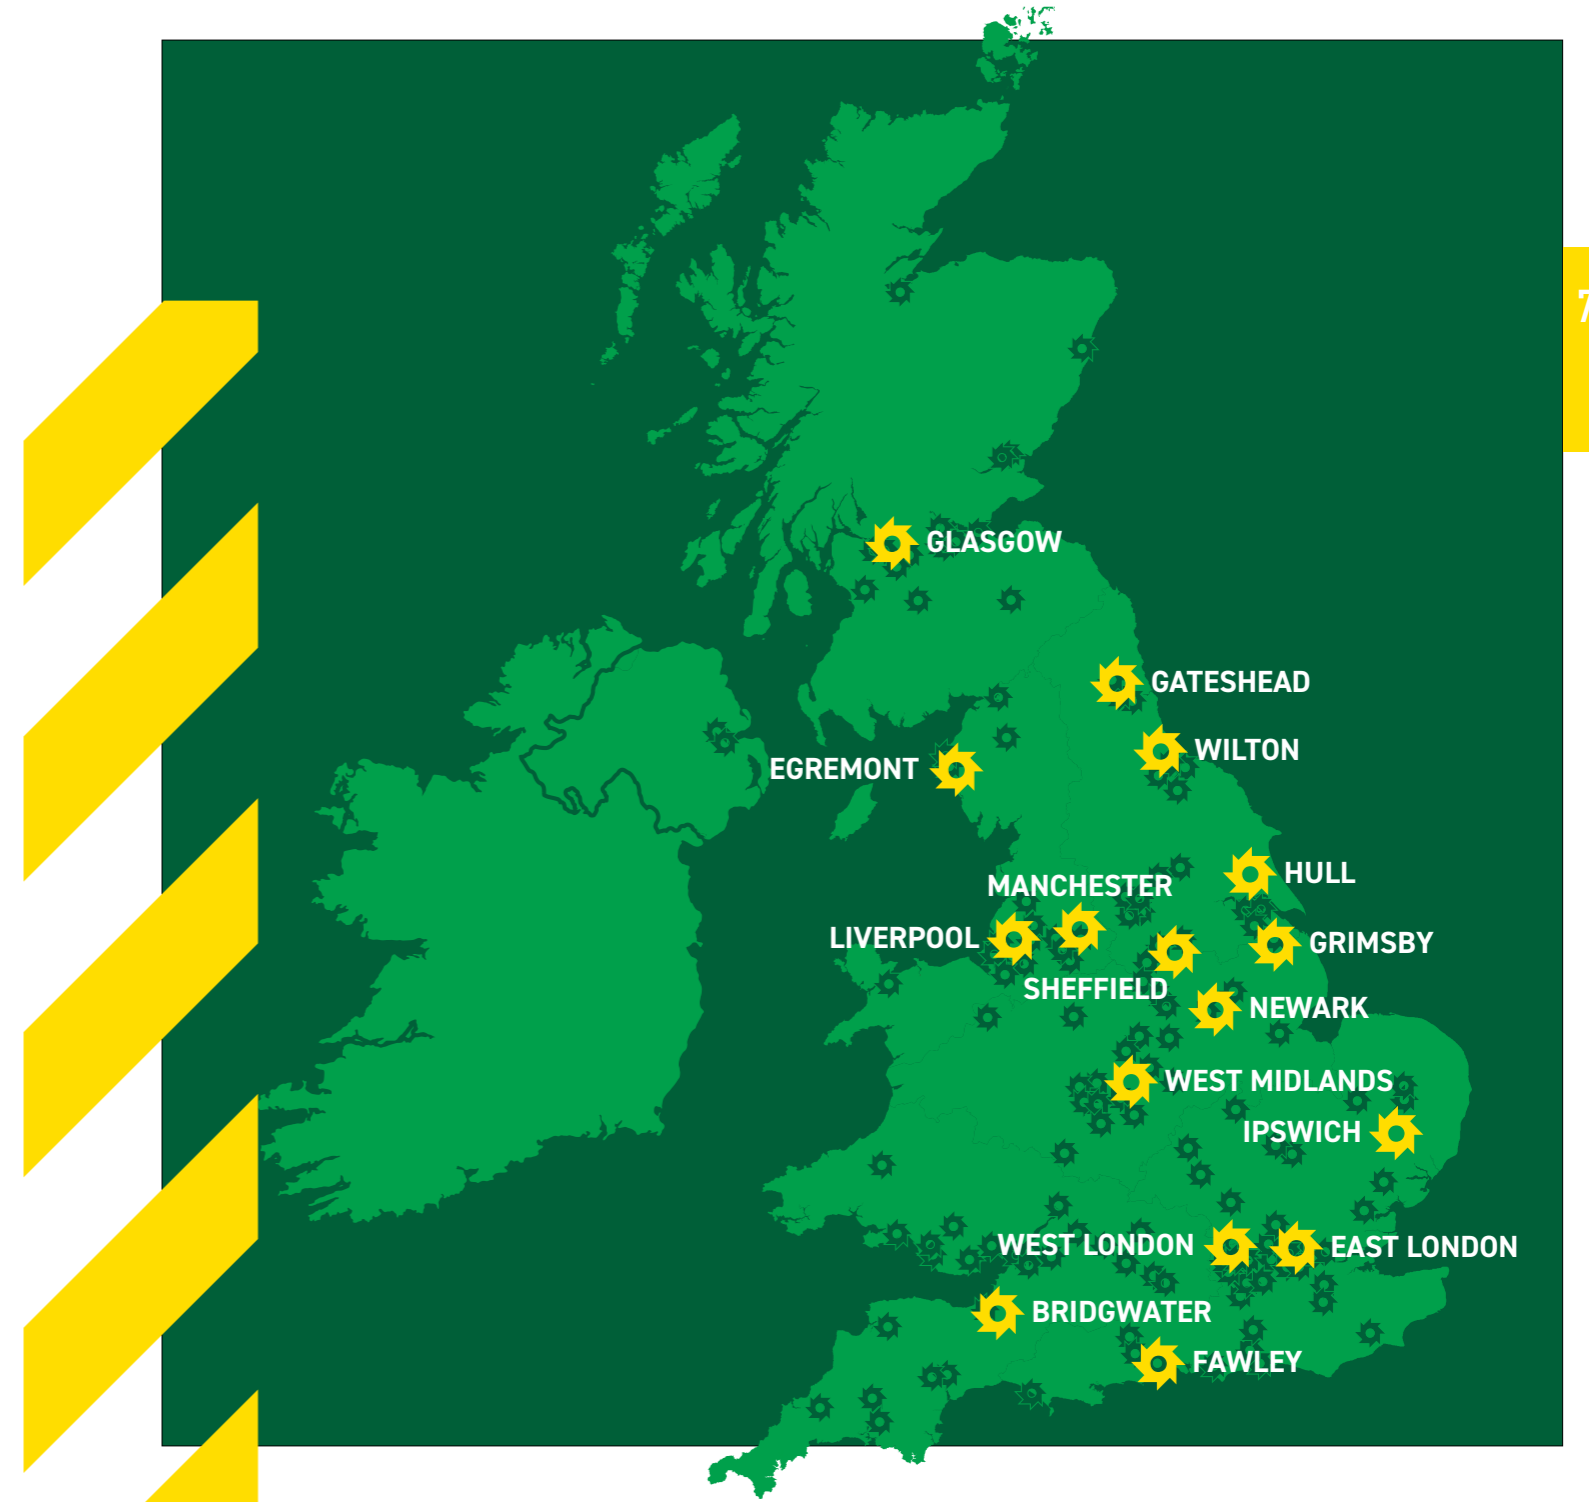 7
GLASGOW
GATESHEAD
WILTON
EGREMONT
HULL
MANCHESTER
LIVERPOOL
GRIMSBY
SHEFFIELD
NEWARK
WEST MIDLANDS
IPSWICH
WEST LONDON
EAST LONDON
BRIDGWATER
FAWLEY